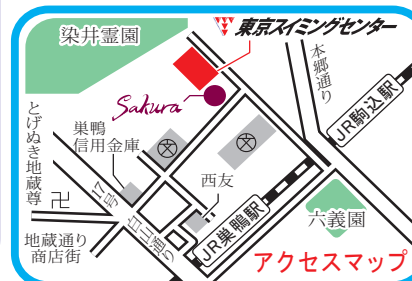 染井霊園
東京スイミングセンター
本郷通り
Sakura
JR駒込駅
とげぬき地蔵尊
巣鴨
信用金庫
西友
17号
白山通り
JR巣鴨駅
六義園
地蔵通り
商店街
アクセスマップ